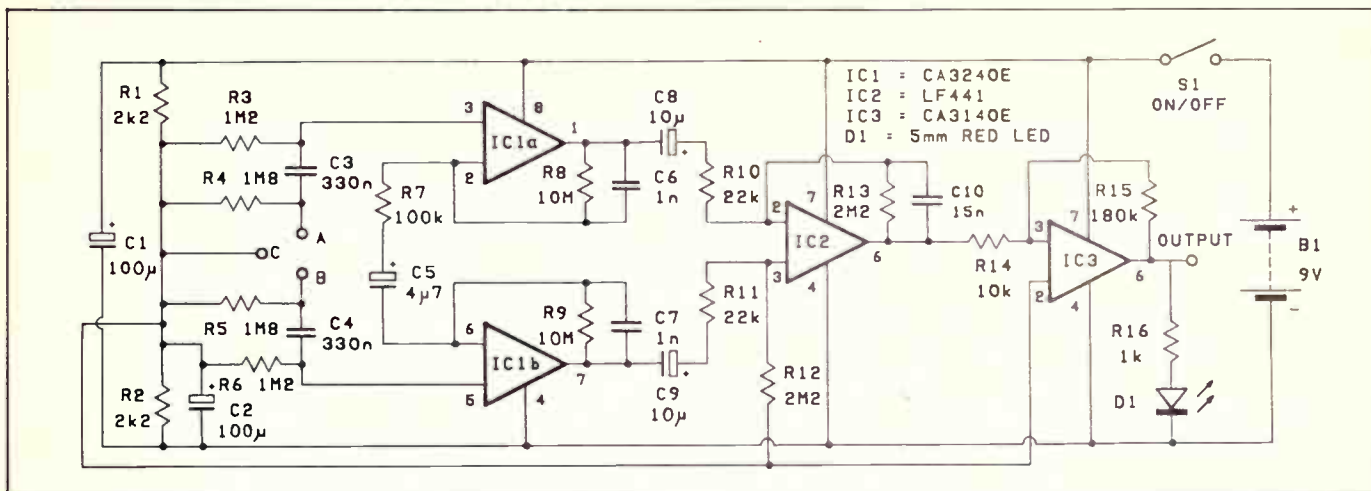 IC1 = CA3240E
IC2 = LF441
IC3 = CA3140E
D1 = 5mm RED LED
S1
ON/OFF
R1
2k2
R3
1M2
R4 1M8
C3
330n
A
C
B
C1
100μ
R5
1M8
C4
330n
R6
1M2
R2
2k2
C2
100μ
R7
100k
C5
4μ7
3
8
IC1a
1
2
R8
10M
C6
1n
C8
10μ
R10
22k
6
IC1b
7
5
4
R9
10M
C7
1n
C9
10μ
R11
22k
R12
2M2
2
7
IC2
6
3
4
R13
2M2
C10
15n
R14
10k
3
7
IC3
6
2
4
R15
180k
OUTPUT
R16
1k
D1
B1
9V
+
-
+
+
+
+
+